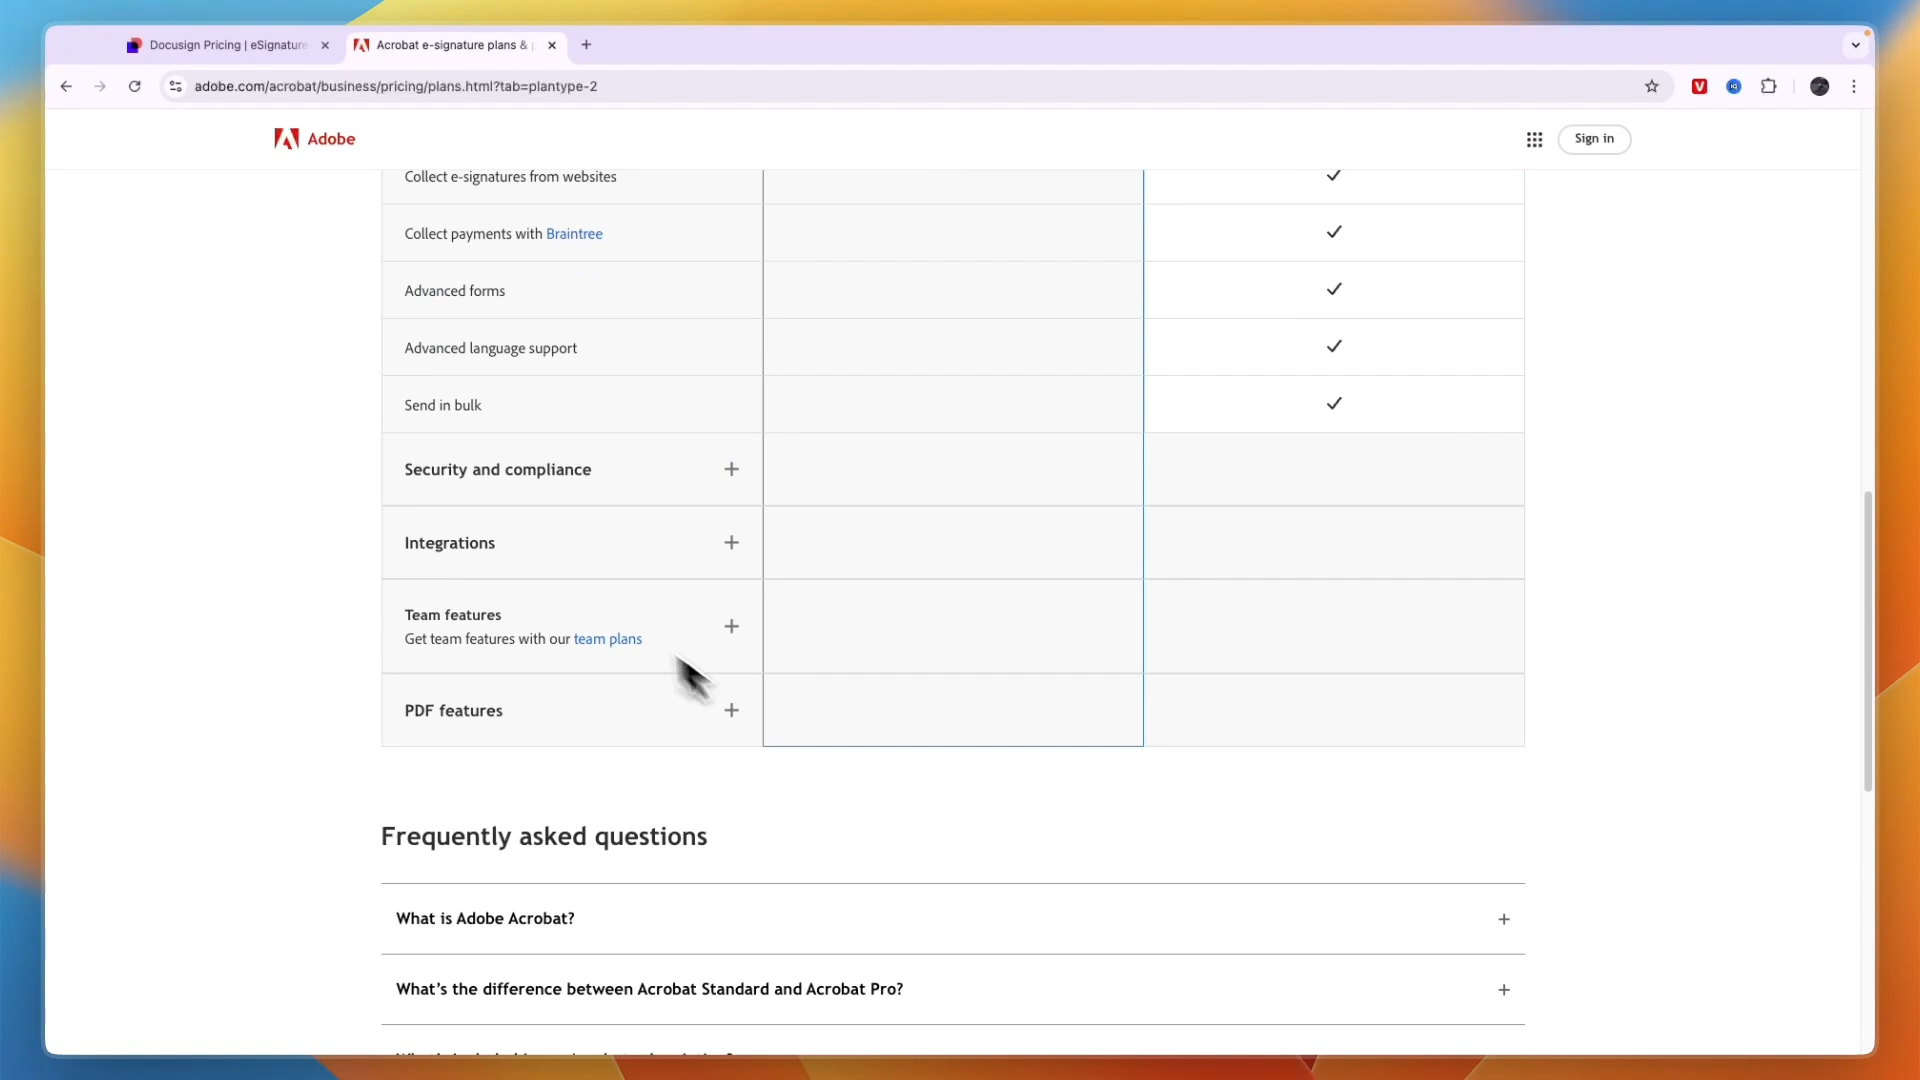 Docusign Pricing | eSignature
Acrobat e-signature plans &
adobe.com/acrobat/business/pricing/plans.html?tab=plantype-2
Adobe
Sign in
Collect e-signatures from websites
Collect payments with Braintree
Advanced forms
Advanced language support
Send in bulk
Security and compliance
Integrations
Team features
Get team features with our team plans
PDF features
Frequently asked questions
What is Adobe Acrobat?
What's the difference between Acrobat Standard and Acrobat Pro?